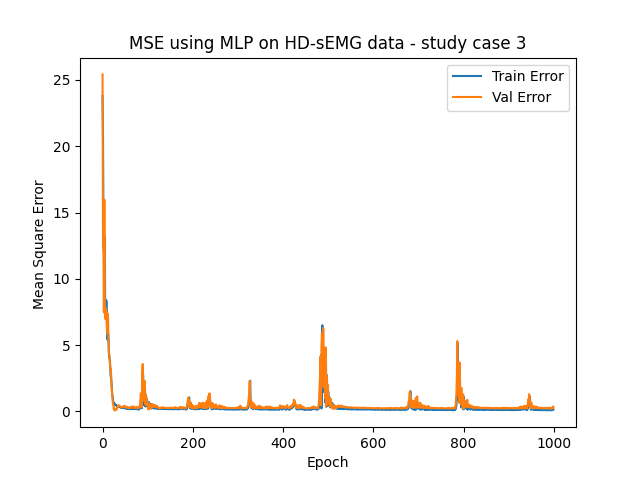 MSE using MLP on HD-sEMG data - study case 3
Train Error
Val Error
Mean Square Error
25
20
15
10
5
0
0 200 400 600 800 1000
Epoch